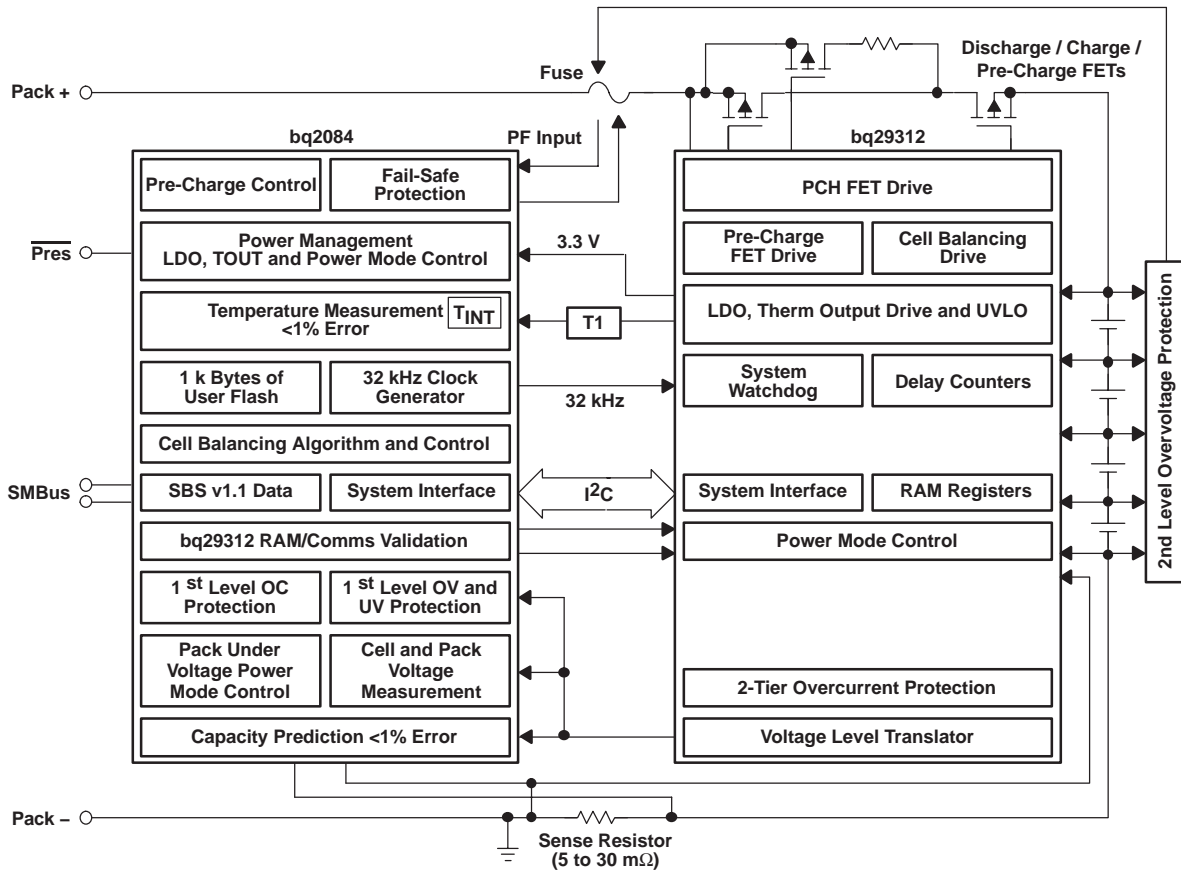 Discharge / Charge /
Pre-Charge FETs
Fuse
Pack +
bq2084
PF Input
bq29312
Pre-Charge Control
Fail-Safe
Protection
PCH FET Drive
Pres
Power Management
LDO, TOUT and Power Mode Control
3.3 V
Pre-Charge
FET Drive
Cell Balancing
Drive
Temperature Measurement
<1% Error
TINT
T1
LDO, Therm Output Drive and UVLO
2nd Level Overvoltage Protection
1 k Bytes of
User Flash
32 kHz Clock
Generator
32 kHz
System
Watchdog
Delay Counters
Cell Balancing Algorithm and Control
SMBus
SBS v1.1 Data
System Interface
I2C
System Interface
RAM Registers
bq29312 RAM/Comms Validation
Power Mode Control
1 st Level OC
Protection
1 st Level OV and
UV Protection
Pack Under
Voltage Power
Mode Control
Cell and Pack
Voltage
Measurement
2-Tier Overcurrent Protection
Capacity Prediction <1% Error
Voltage Level Translator
Pack –
Sense Resistor
(5 to 30 mΩ)